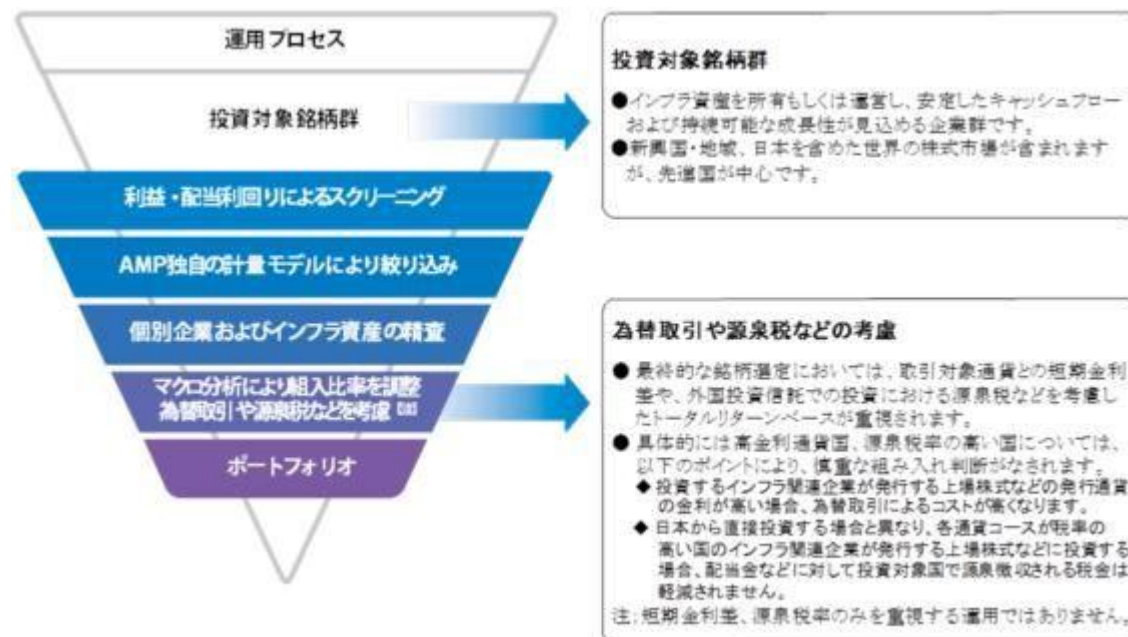 運用プロセス
投資対象銘柄群
利益・配当利回りによるスクリーニング
AMP独自の計量モデルにより絞り込み
個別企業およびインフラ資産の精査
マクロ分析により組入比率を調整
為替取引や源泉税などを考慮
ポートフォリオ
投資対象銘柄群
●インフラ資産を所有もしくは運営し、安定したキャッシュフロー
および持続可能な成長性が見込める企業群です。
●新興国・地域、日本を含めた世界の株式市場が含まれます
が、先進国が中心です。
為替取引や源泉税などの考慮
● 最終的な銘柄選定においては、取引対象通貨との短期金利
差や、外国投資信託での投資における源泉税などを考慮し
たトータルリターンベースが重視されます。
● 具体的には高金利通貨国、源泉税率の高い国については、
以下のポイントにより、慎重な組み入れ判断がなされます。
◆ 投資するインフラ関連企業が発行する上場株式などの発行通貨
の金利が高い場合、為替取引によるコストが高くなります。
◆ 日本から直接投資する場合と異なり、各通貨コースが税率の
高い国のインフラ関連企業が発行する上場株式などに投資する
場合、配当金などに対して投資対象国で源泉徴収される税金は
軽減されません。
注：短期金利差、源泉税率のみを重視する運用ではありません。